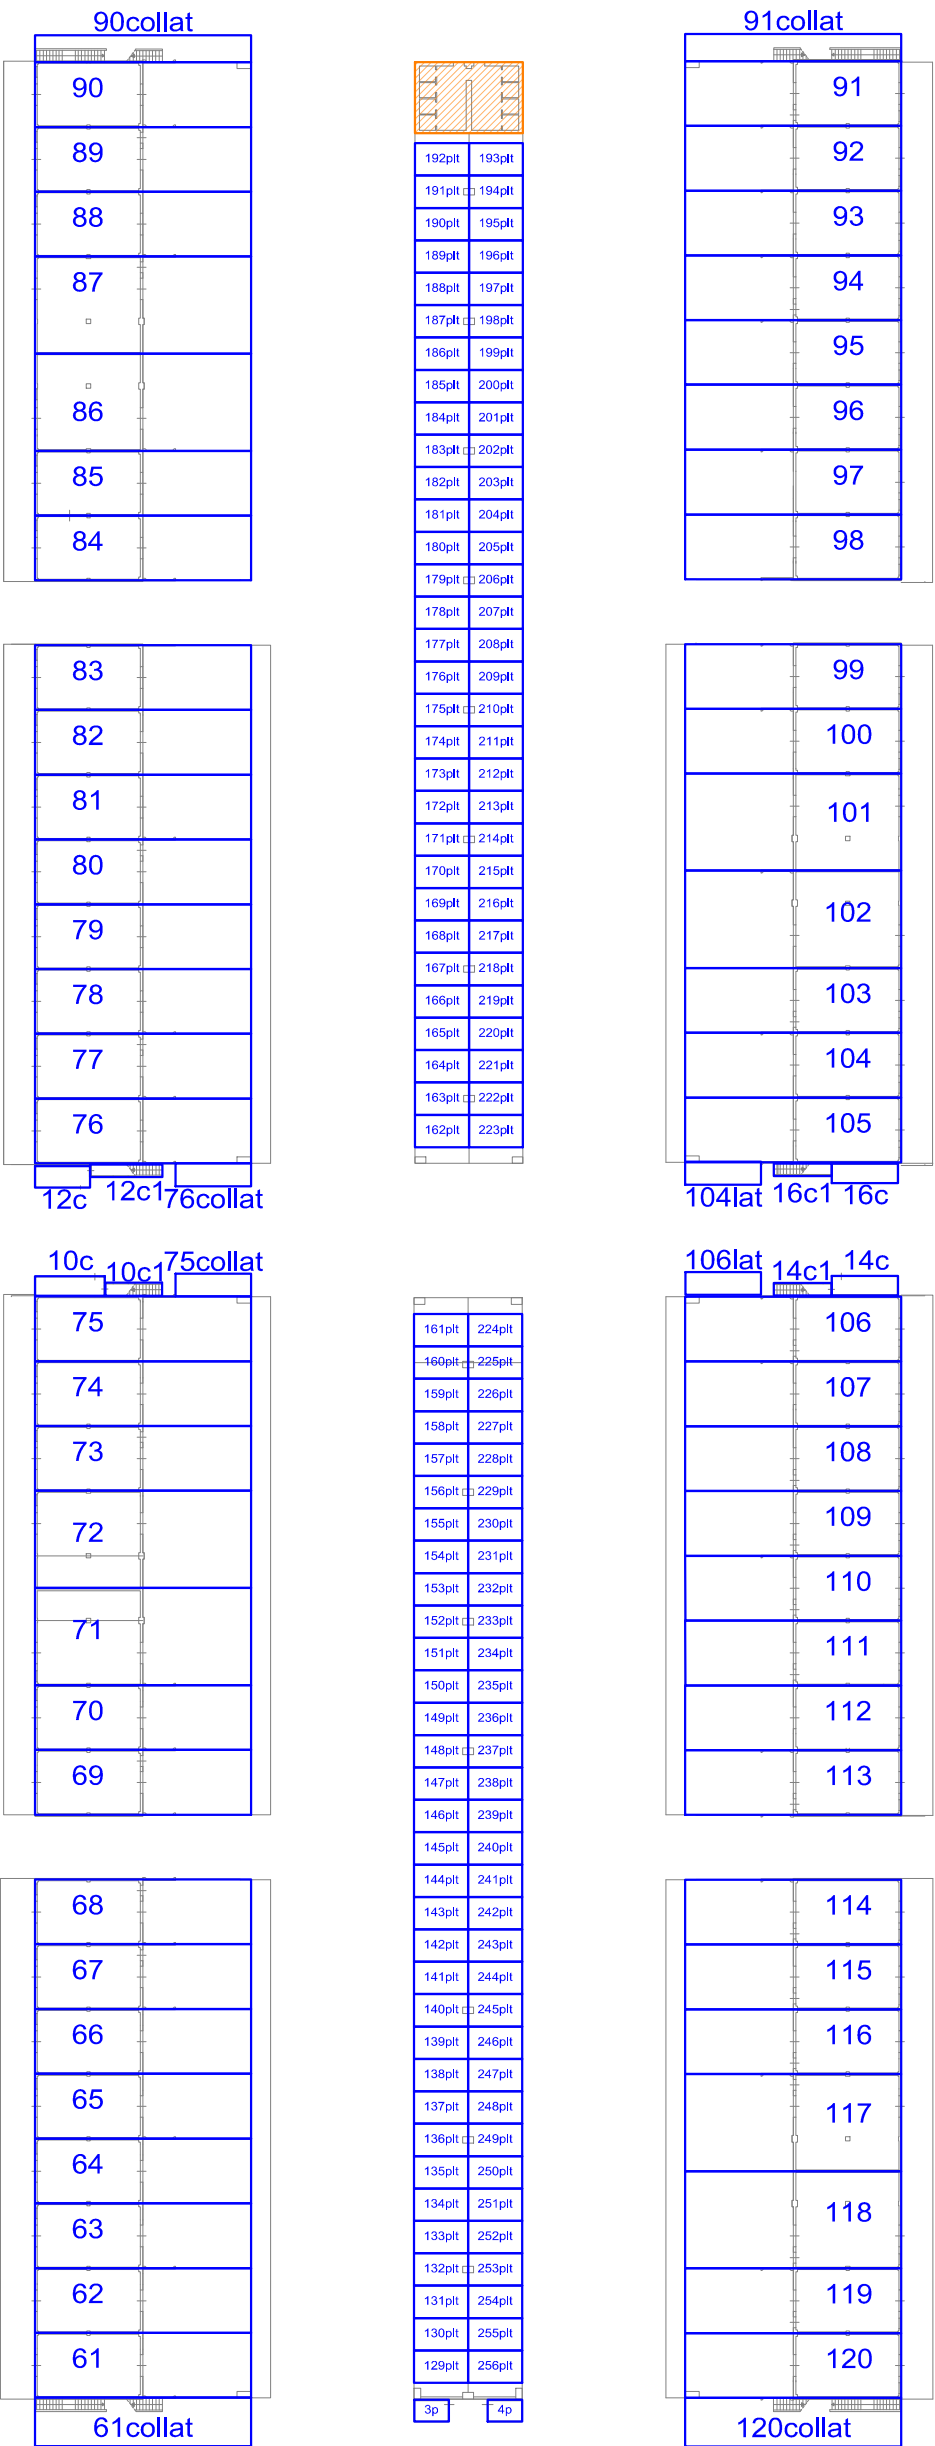 90collat
91collat
90
89
88
87
86
85
84
83
82
81
80
79
78
77
76
12c
12c1
76collat
10c
10c1
75collat
75
74
73
72
71
70
69
68
67
66
65
64
63
62
61
61collat
192plt 193plt
191plt 194plt
190plt 195plt
189plt 196plt
188plt 197plt
187plt 198plt
186plt 199plt
185plt 200plt
184plt 201plt
183plt 202plt
182plt 203plt
181plt 204plt
180plt 205plt
179plt 206plt
178plt 207plt
177plt 208plt
176plt 209plt
175plt 210plt
174plt 211plt
173plt 212plt
172plt 213plt
171plt 214plt
170plt 215plt
169plt 216plt
168plt 217plt
167plt 218plt
166plt 219plt
165plt 220plt
164plt 221plt
163plt 222plt
162plt 223plt
161plt 224plt
160plt 225plt
159plt 226plt
158plt 227plt
157plt 228plt
156plt 229plt
155plt 230plt
154plt 231plt
153plt 232plt
152plt 233plt
151plt 234plt
150plt 235plt
149plt 236plt
148plt 237plt
147plt 238plt
146plt 239plt
145plt 240plt
144plt 241plt
143plt 242plt
142plt 243plt
141plt 244plt
140plt 245plt
139plt 246plt
138plt 247plt
137plt 248plt
136plt 249plt
135plt 250plt
134plt 251plt
133plt 252plt
132plt 253plt
131plt 254plt
130plt 255plt
129plt 256plt
3p 4p
91
92
93
94
95
96
97
98
99
100
101
102
103
104
105
104lat
16c1
16c
106lat
14c1
14c
106
107
108
109
110
111
112
113
114
115
116
117
118
119
120
120collat